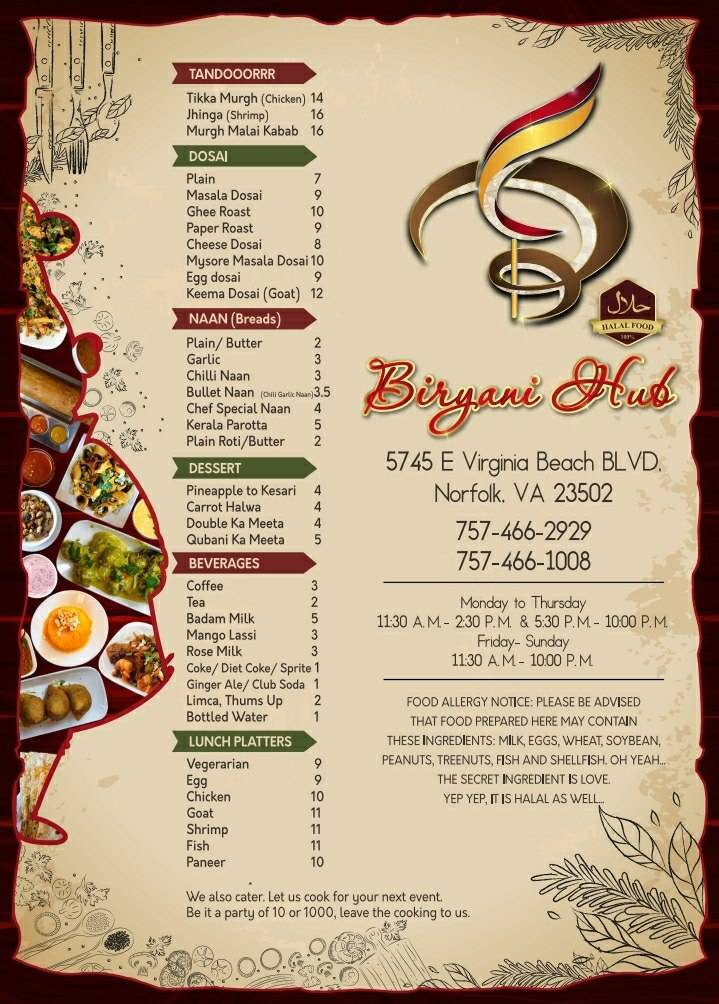 TANDOOORRR
Tikka Murgh (Chicken) 14
Jhinga (Shrimp) 16
Murgh Malai Kabab 16
DOSAI
Plain 7
Masala Dosai 9
Ghee Roast 10
Paper Roast 9
Cheese Dosai 8
Mysore Masala Dosai 10
Egg dosai 9
Keema Dosai (Goat) 12
NAAN (Breads)
Plain/ Butter 2
Garlic 3
Chilli Naan 3
Bullet Naan (Chili Garlic Naan) 3.5
Chef Special Naan 4
Kerala Parotta 5
Plain Roti/Butter 2
DESSERT
Pineapple to Kesari 4
Carrot Halwa 4
Double Ka Meeta 4
Qubani Ka Meeta 5
BEVERAGES
Coffee 3
Tea 2
Badam Milk 5
Mango Lassi 3
Rose Milk 3
Coke/ Diet Coke/ Sprite 1
Ginger Ale/ Club Soda 1
Limca, Thums Up 2
Bottled Water 1
LUNCH PLATTERS
Vegerarian 9
Egg 9
Chicken 10
Goat 11
Shrimp 11
Fish 11
Paneer 10
We also cater. Let us cook for your next event.
Be it a party of 10 or 1000, leave the cooking to us.
حلال
HALAL FOOD
100%
Biryani Hub
5745 E Virginia Beach BLVD,
Norfolk, VA 23502
757-466-2929
757-466-1008
Monday to Thursday
11:30 A.M.- 2:30 P.M. & 5:30 P.M.- 10:00 P.M.
Friday- Sunday
11:30 A.M.- 10:00 P.M.
FOOD ALLERGY NOTICE: PLEASE BE ADVISED
THAT FOOD PREPARED HERE MAY CONTAIN
THESE INGREDIENTS: MILK, EGGS, WHEAT, SOYBEAN,
PEANUTS, TREENUTS, FISH AND SHELLFISH. OH YEAH...
THE SECRET INGREDIENT IS LOVE.
YEP YEP, IT IS HALAL AS WELL...